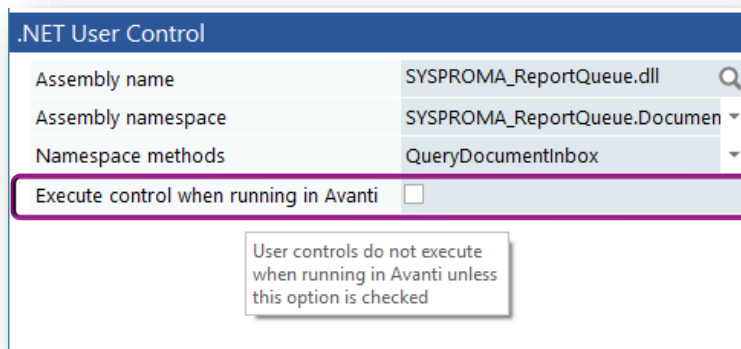 .NET User Control
Assembly name SYSPROMA_ReportQueue.dll
Assembly namespace SYSPROMA_ReportQueue.Documen
Namespace methods QueryDocumentInbox
Execute control when running in Avanti
User controls do not execute
when running in Avanti unless
this option is checked